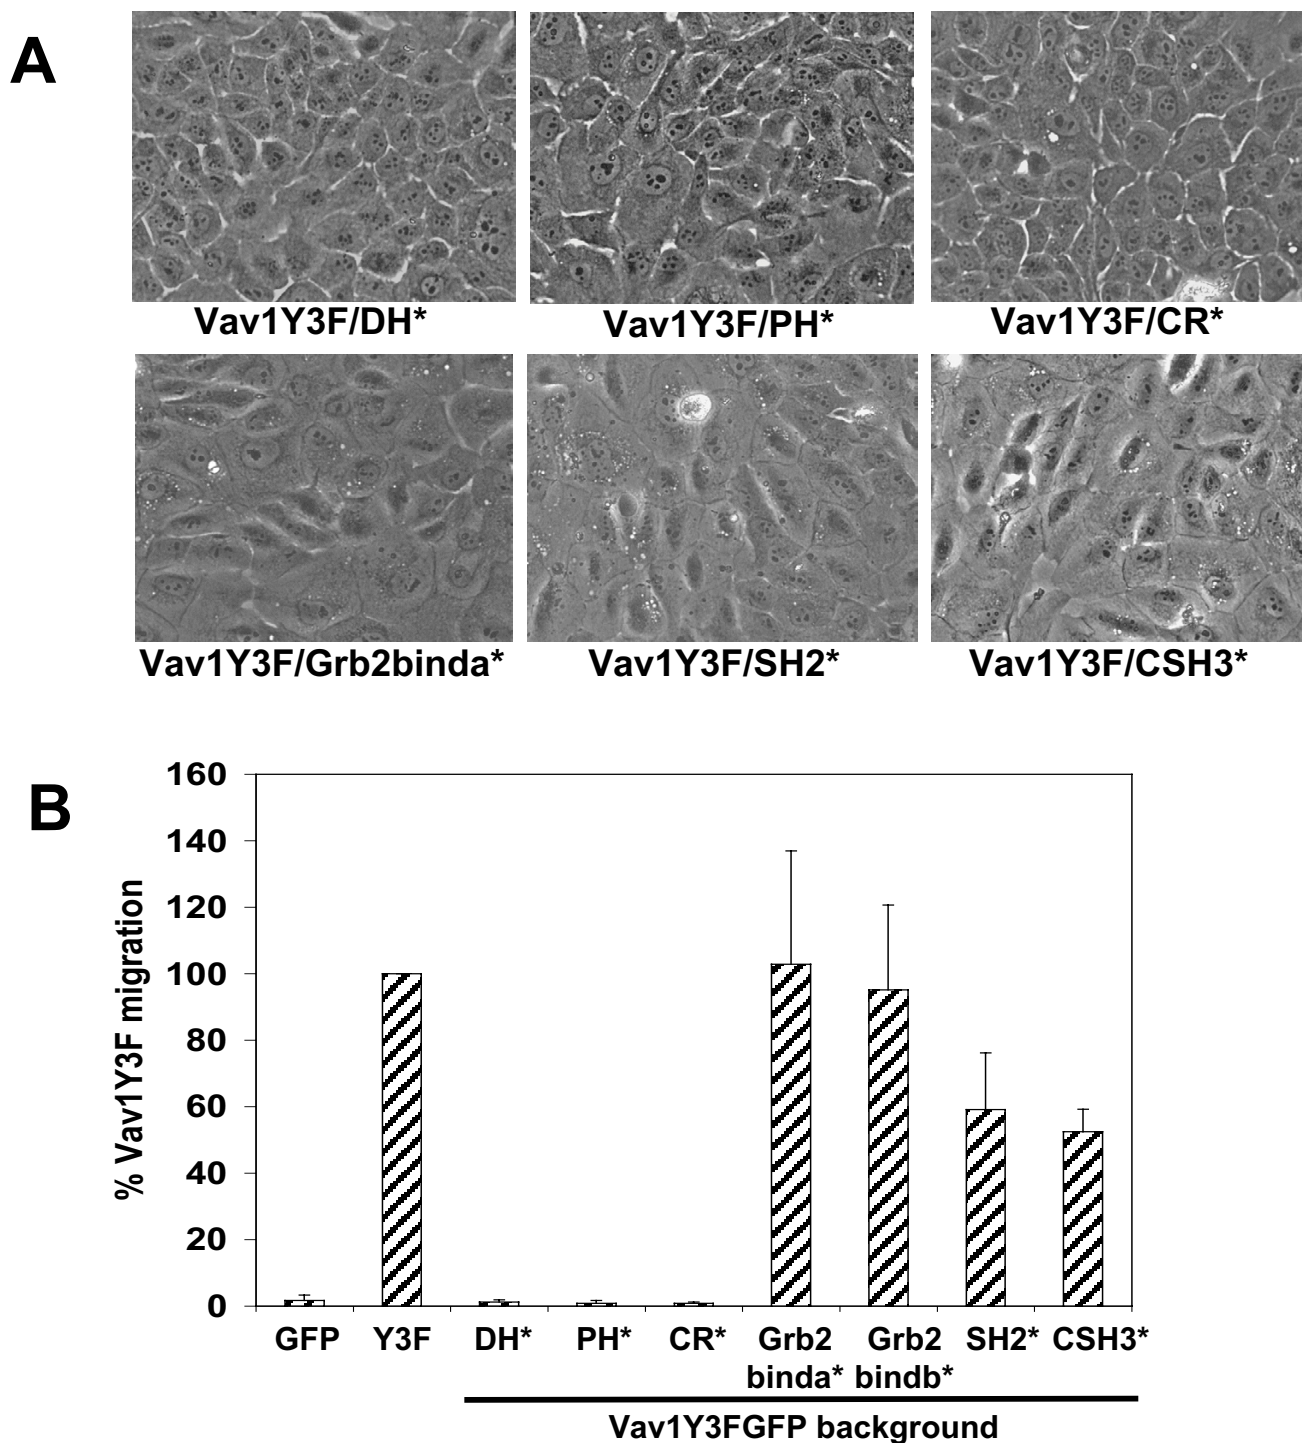 A
Vav1Y3F/DH* Vav1Y3F/PH* Vav1Y3F/CR*
Vav1Y3F/Grb2binda* Vav1Y3F/SH2* Vav1Y3F/CSH3*
B
% Vav1Y3F migration
160
140
120
100
80
60
40
20
0
GFP Y3F DH* PH* CR* Grb2 Grb2 SH2* CSH3*
binda* bindb*
Vav1Y3FGFP background